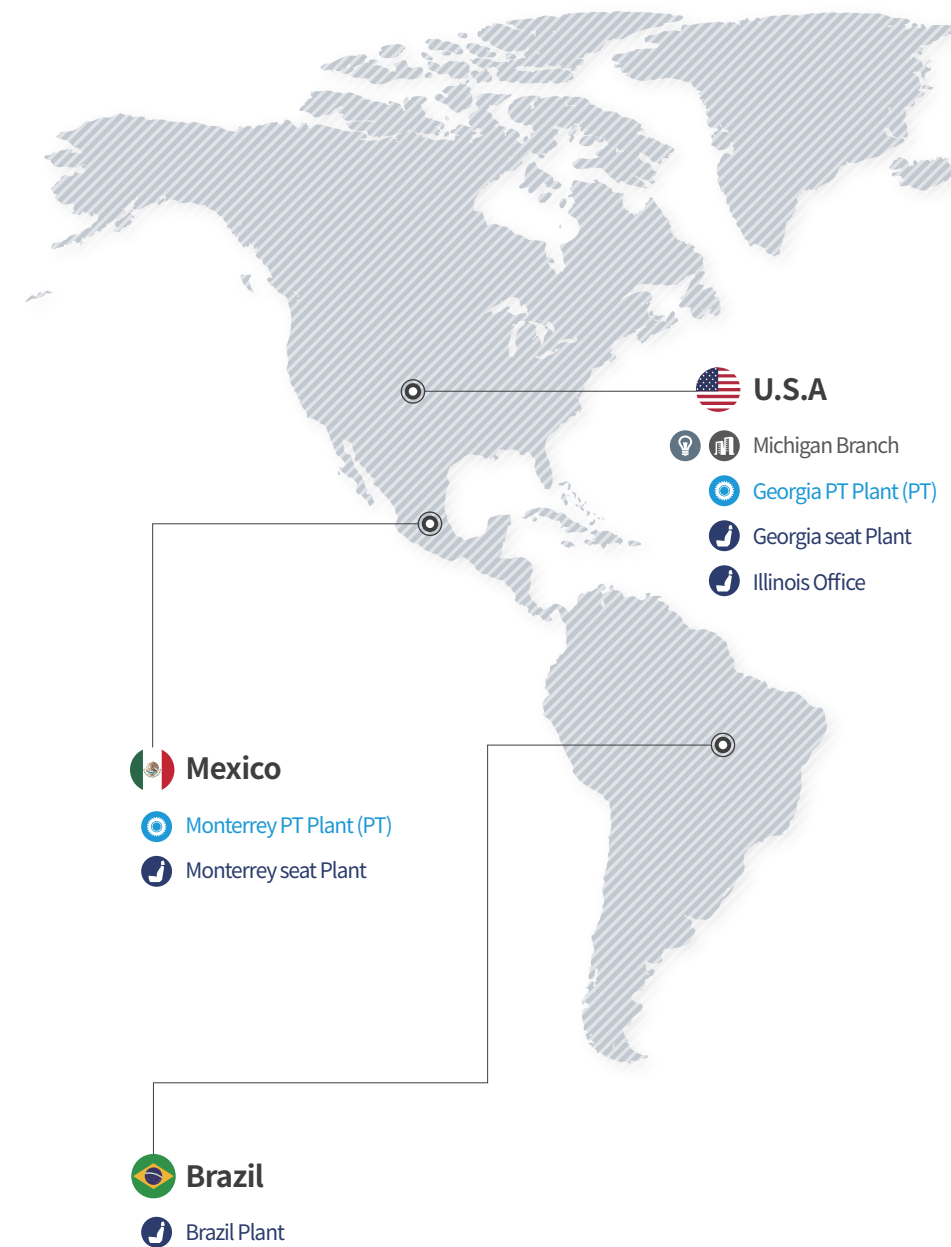 U.S.A
Michigan Branch
Georgia PT Plant (PT)
Georgia seat Plant
Illinois Office
Mexico
Monterrey PT Plant (PT)
Monterrey seat Plant
Brazil
Brazil Plant